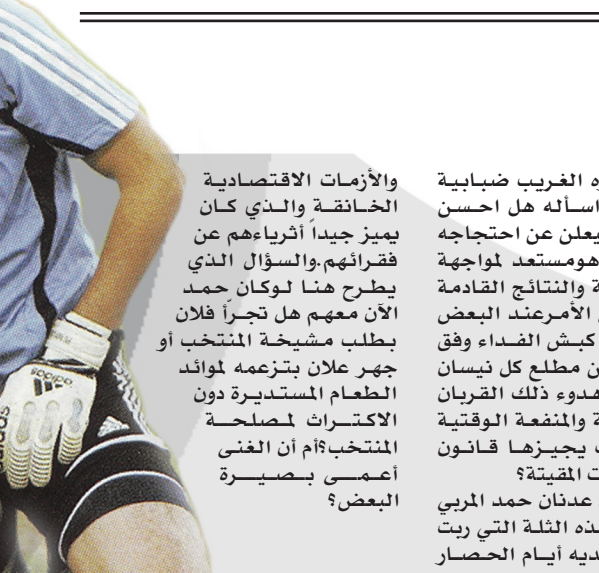 ه الغريب ضبابية
اسأله هل احسن
يعلن عن احتجاجه
هومستعد لمواجهة
ة والنتائج القادمة
الأمرعند البعض
كبش الفداء وفق
ن مطلع كل نيسان
هدوء ذلك القربان
ة والمنفعة الوقتية
يجيزها قانون
ت المقيتة؟
عدنان حمد المربي
ذه الثلة التي ربت
ديه أيام الحصار
والأزمات الاقتصادية
الخانقة والذي كان
يميز جيداً أثرياءهم عن
فقرائهم.والسؤال الذي
يطرح هنا لوكان حمد
الآن معهم هل تجرأ فلان
بطلب مشيخة المنتخب أو
جهر علان بتزعمه لموائد
الطعام المستديرة دون
الاكتراث لمصلحة
المنتخب؟أم أن الغنى
أعمى بصيرة
البعض؟
adidas